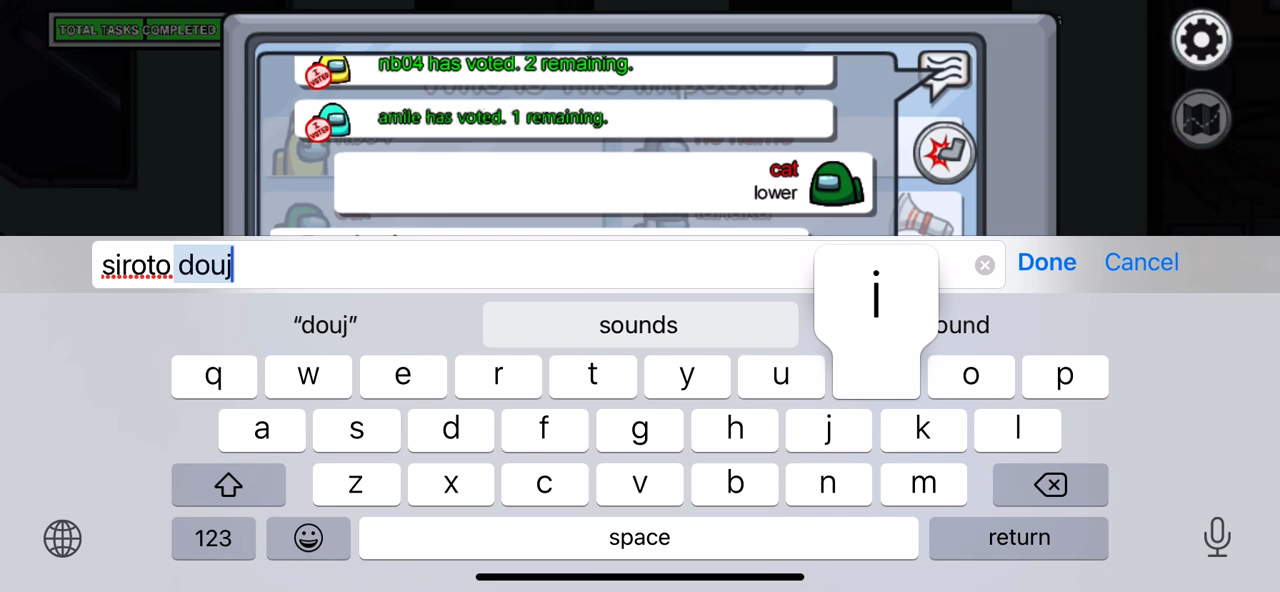 TOTAL TASKS COMPLETED
nb04 has voted. 2 remaining.
amile has voted. 1 remaining.
cat
lower
siroto douj
Done
Cancel
i
“douj”
sounds
ound
q w e r t y u o p
a s d f g h j k l
z x c v b n m
123
space
return